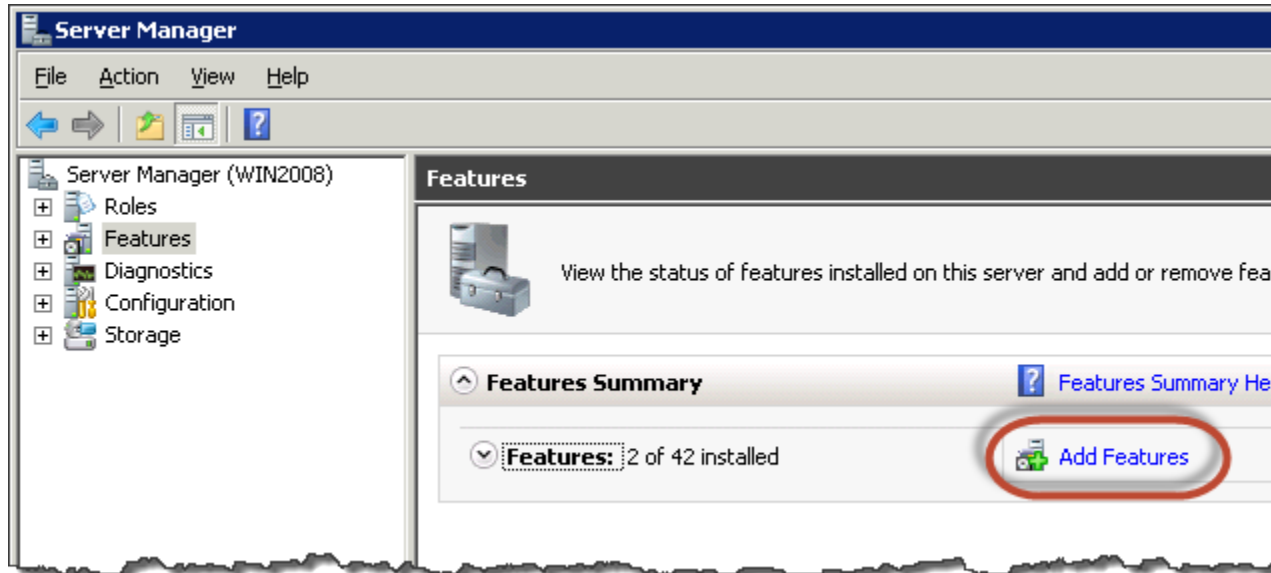 Server Manager
File Action View Help
Server Manager (WIN2008)
Roles
Features
Diagnostics
Configuration
Storage
Features
View the status of features installed on this server and add or remove fea
Features Summary
Features Summary He
Features: 2 of 42 installed
Add Features